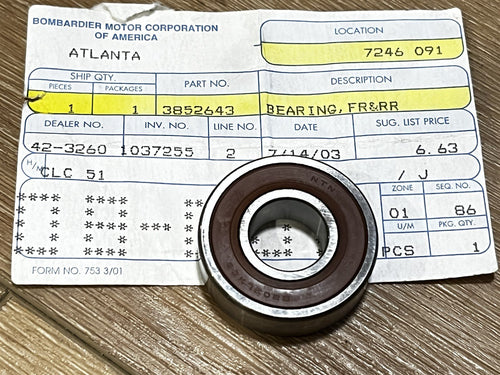 BOMBARDIER MOTOR CORPORATION
OF AMERICA
ATLANTA
LOCATION
7246 091
SHIP QTY.
PIECES PACKAGES PART NO. DESCRIPTION
1 1 3852643 BEARING, FR&RR
DEALER NO. INV. NO. LINE NO. DATE SUG. LIST PRICE
42-3260 1037255 2 7/14/03 6.63
H/M CLC 51 / J
ZONE SEQ. NO.
01 86
U/M PKG. QTY.
PCS 1
FORM NO. 753 3/01
NTN